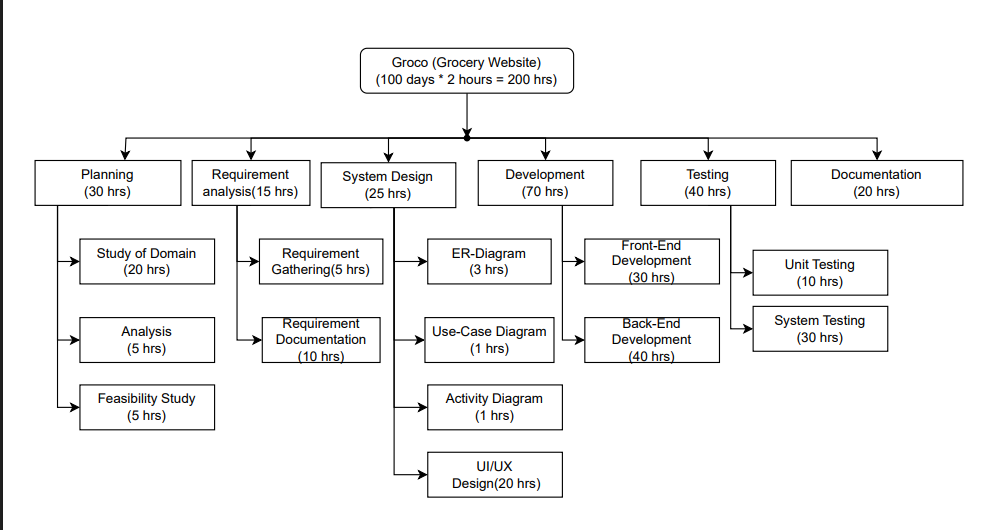 Groco (Grocery Website)
(100 days * 2 hours = 200 hrs)
Planning
(30 hrs)
Requirement
analysis(15 hrs)
System Design
(25 hrs)
Development
(70 hrs)
Testing
(40 hrs)
Documentation
(20 hrs)
Study of Domain
(20 hrs)
Analysis
(5 hrs)
Feasibility Study
(5 hrs)
Requirement
Gathering(5 hrs)
Requirement
Documentation
(10 hrs)
ER-Diagram
(3 hrs)
Use-Case Diagram
(1 hrs)
Activity Diagram
(1 hrs)
UI/UX
Design(20 hrs)
Front-End
Development
(30 hrs)
Back-End
Development
(40 hrs)
Unit Testing
(10 hrs)
System Testing
(30 hrs)